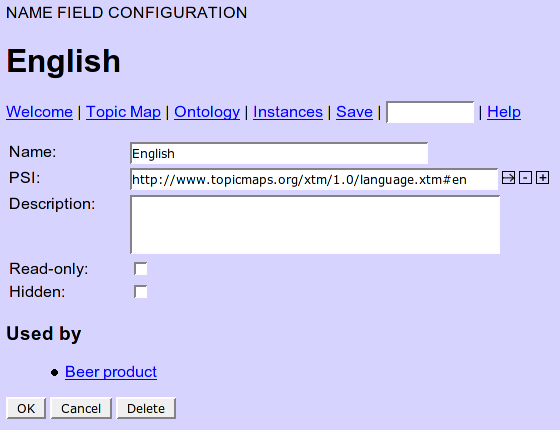 NAME FIELD CONFIGURATION
English
Welcome | Topic Map | Ontology | Instances | Save | | Help
Name: English
PSI: http://www.topicmaps.org/xtm/1.0/language.xtm#en
Description:
Read-only:
Hidden:
Used by
Beer product
OK Cancel Delete